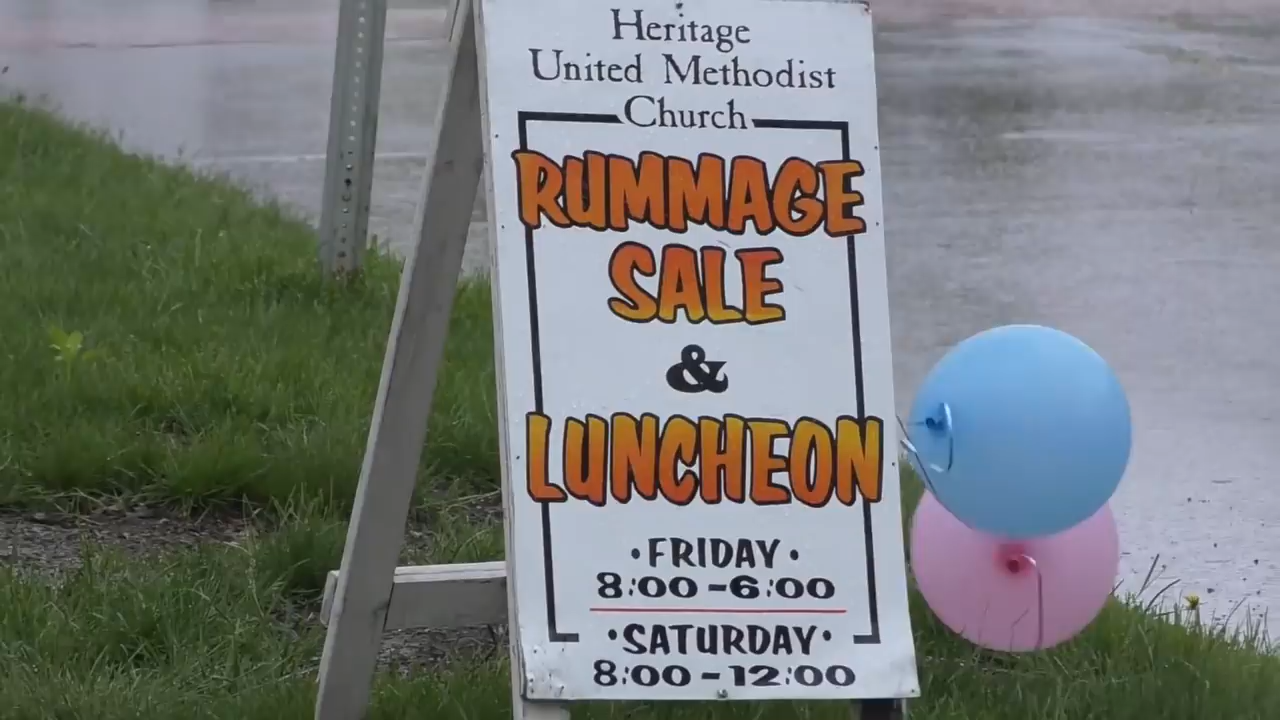 Heritage
United Methodist
Church
RUMMAGE
SALE
&
LUNCHEON
•FRIDAY•
8:00-6:00
•SATURDAY•
8:00-12:00